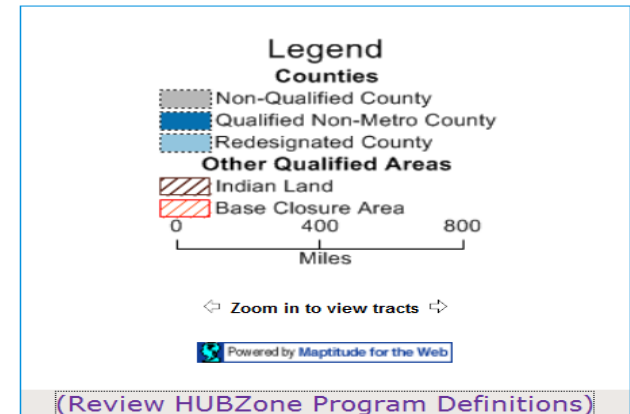 Legend
Counties
Non-Qualified County
Qualified Non-Metro County
Redesignated County
Other Qualified Areas
Indian Land
Base Closure Area
0 400 800
Miles
Zoom in to view tracts
Powered by Maptitude for the Web
(Review HUBZone Program Definitions)